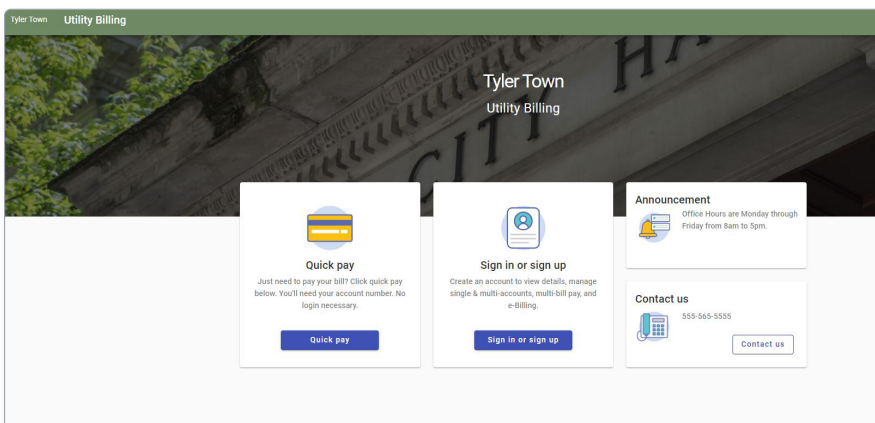 Tyler Town Utility Billing
CITY HA
Tyler Town
Utility Billing
Quick pay
Just need to pay your bill? Click quick pay
below. You'll need your account number. No
login necessary.
Quick pay
Sign in or sign up
Create an account to view details, manage
single & multi-accounts, multi-bill pay, and
e-Billing.
Sign in or sign up
Announcement
Office Hours are Monday through
Friday from 8am to 5pm.
Contact us
555-565-5555
Contact us